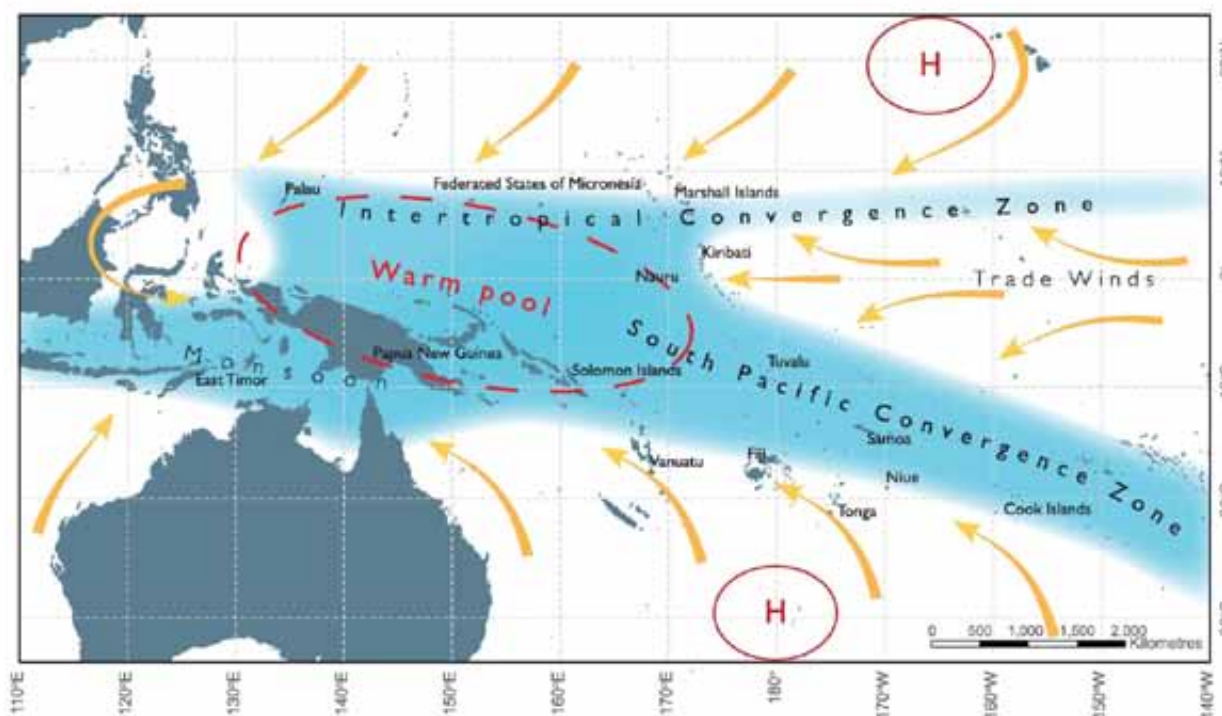 H
Palau
Federated States of Micronesia
Marshall Islands
Intertropical Convergence Zone
Kiribati
Warm pool
Nauru
Trade Winds
South Pacific Convergence Zone
Monsoon
Papua New Guinea
East Timor
Solomon Islands
Tuvalu
Samoa
Vanuatu
Fiji
Niue
Tonga
Cook Islands
H
0 500 1,000 1,500 2,000
Kilometres
110°E 120°E 130°E 140°E 150°E 160°E 170°E 180° 170°W 160°W 150°W 140°W